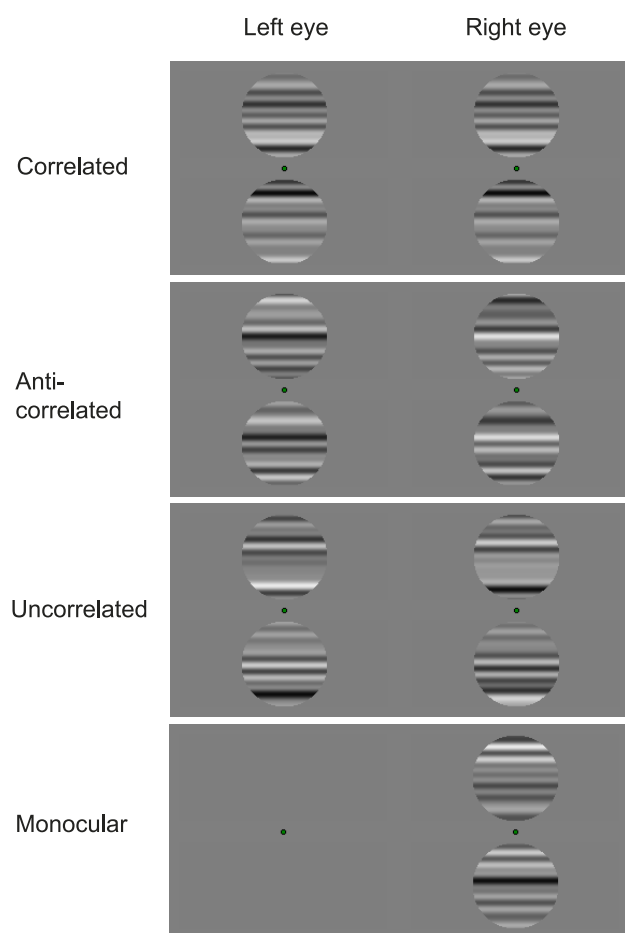 Left eye
Right eye
Correlated
Anti-
correlated
Uncorrelated
Monocular